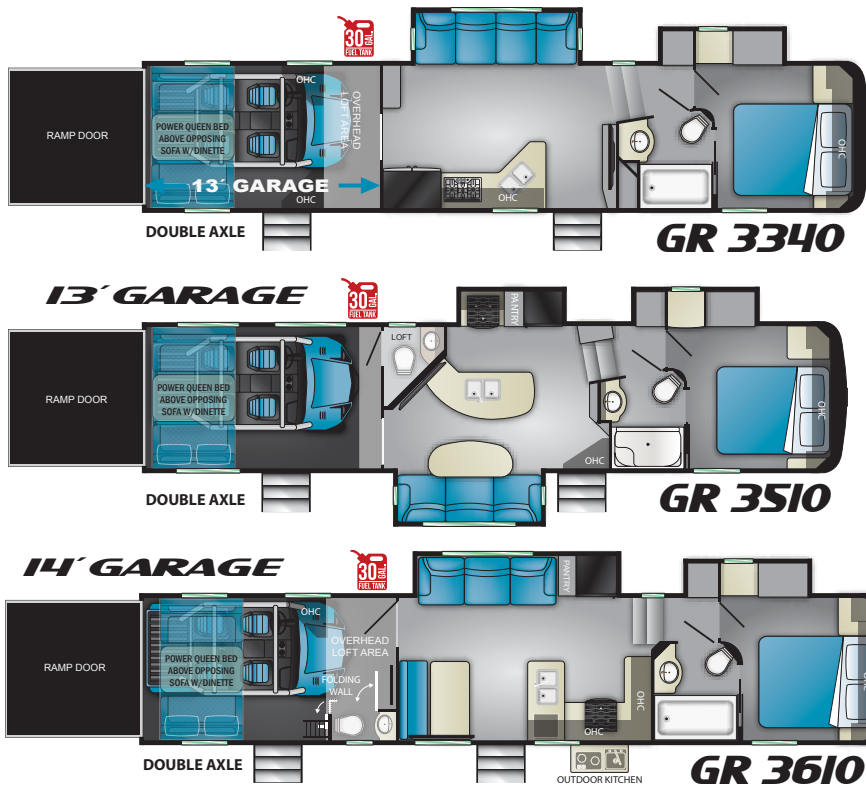 30 GAL.
FUEL TANK
OHC
OVERHEAD
LOFT AREA
RAMP DOOR
POWER QUEEN BED
ABOVE OPPOSING
SOFA W/DINETTE
OHC
13´ GARAGE
OHC
OHC
DOUBLE AXLE
GR 3340
13´ GARAGE
30 GAL.
FUEL TANK
PANTRY
LOFT
RAMP DOOR
POWER QUEEN BED
ABOVE OPPOSING
SOFA W/DINETTE
OHC
OHC
DOUBLE AXLE
GR 3510
14´ GARAGE
30 GAL.
FUEL TANK
PANTRY
OHC
OVERHEAD
LOFT AREA
RAMP DOOR
POWER QUEEN BED
ABOVE OPPOSING
SOFA W/DINETTE
FOLDING
WALL
OHC
OHC
OHC
DOUBLE AXLE
OUTDOOR KITCHEN
GR 3610